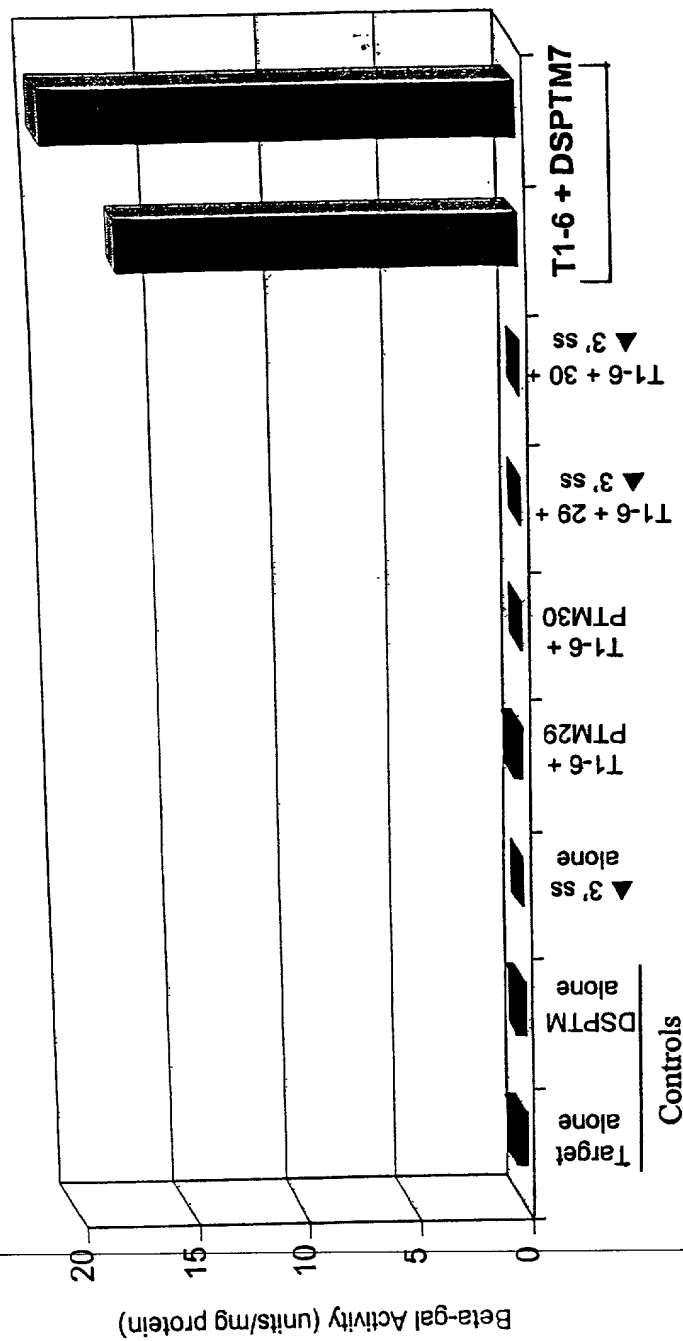 Beta-gal Activity (units/mg protein)
20
15
10
5
0
Target
alone
DSPTM
alone
▲ 3' ss
alone
T1-6 +
PTM29
T1-6 +
PTM30
T1-6 + 29 +
▲ 3' ss
T1-6 + 30 +
▲ 3' ss
T1-6 + DSPTM7
Controls